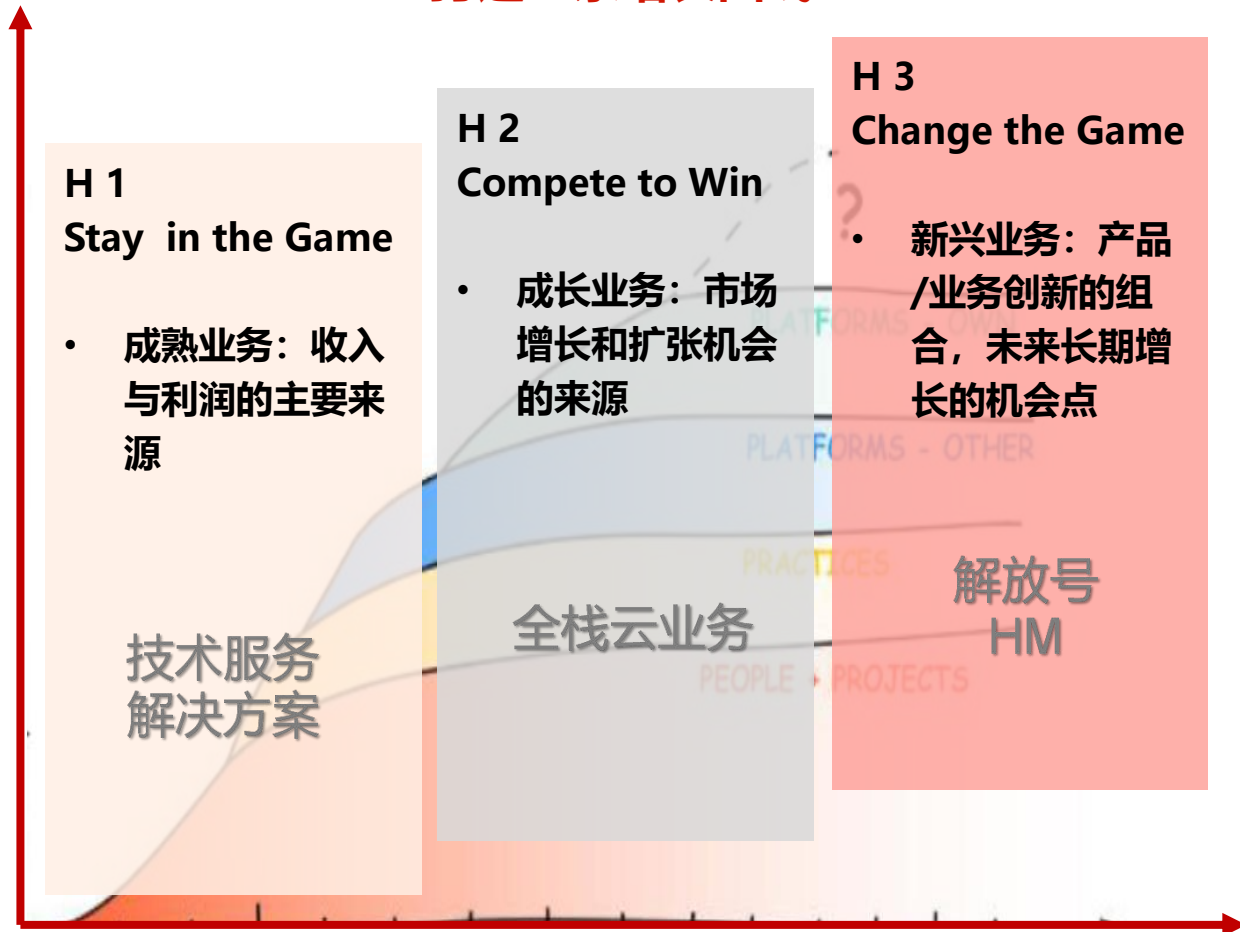 H 1
Stay in the Game
• 成熟业务：收入
与利润的主要来
源
技术服务
解决方案
H 2
Compete to Win
• 成长业务：市场
增长和扩张机会
的来源
全栈云业务
H 3
Change the Game
• 新兴业务：产品
/业务创新的组
合，未来长期增
长的机会点
解放号
HM
?
PLATFORMS - OWN
PLATFORMS - OTHER
PRACTICES
PEOPLE + PROJECTS